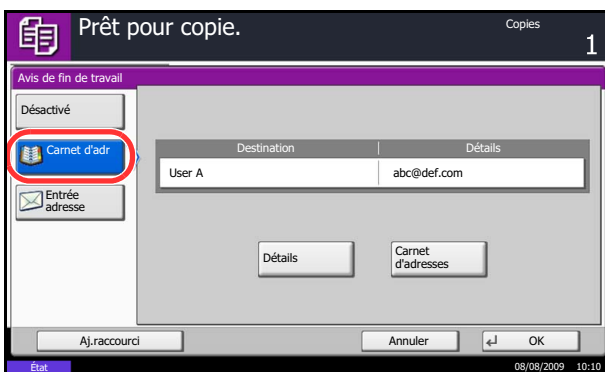 Prêt pour copie.
Copies
1
Avis de fin de travail
Désactivé
Carnet d'adr
Entrée
adresse
Destination
Détails
User A
abc@def.com
Détails
Carnet
d'adresses
Aj.raccourci
Annuler
OK
État
08/08/2009 10:10